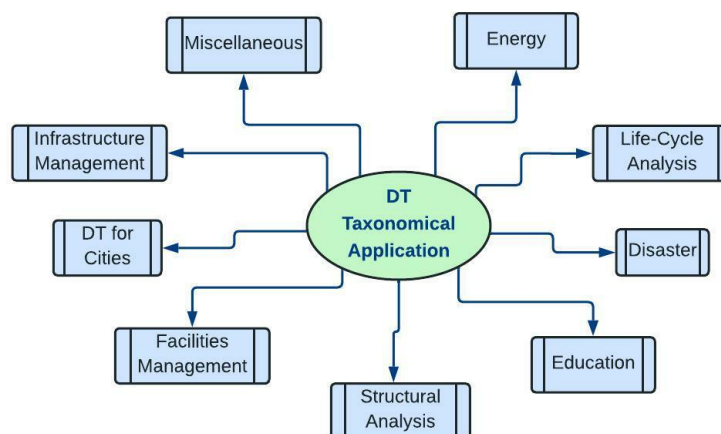 Miscellaneous
Energy
Infrastructure
Management
Life-Cycle
Analysis
DT
Taxonomical
Application
DT for
Cities
Disaster
Facilities
Management
Education
Structural
Analysis